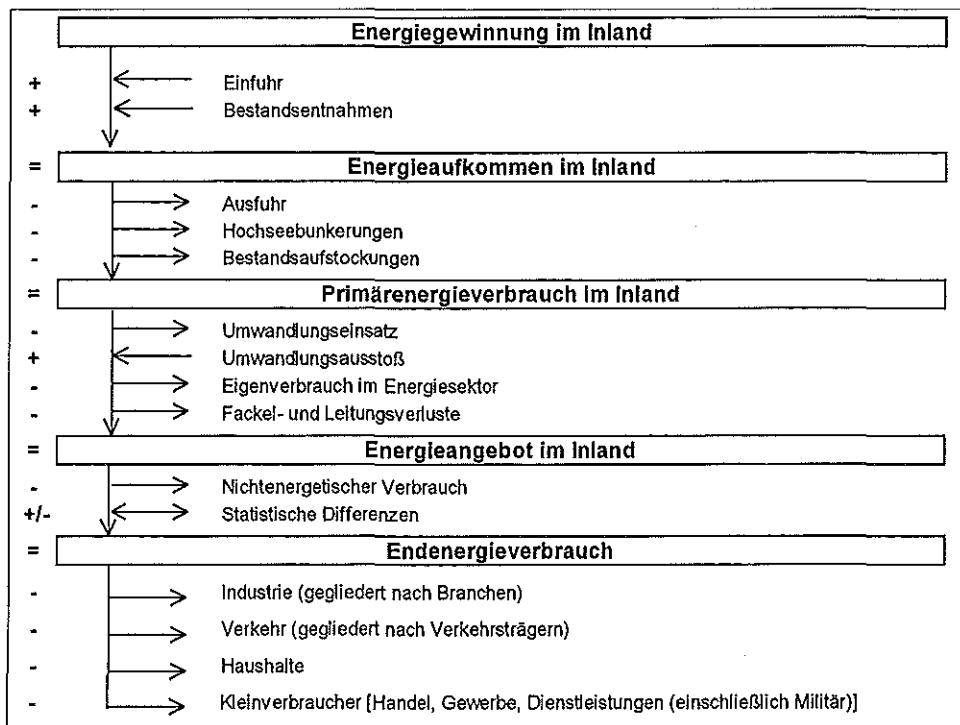 Energiegewinnung im Inland
+ Einfuhr
+ Bestandsentnahmen
= Energieaufkommen im Inland
- Ausfuhr
- Hochseebunkerungen
- Bestandsaufstockungen
= Primärenergieverbrauch im Inland
- Umwandlungseinsatz
+ Umwandlungsausstoß
- Eigenverbrauch im Energiesektor
- Fackel- und Leitungsverluste
= Energieangebot im Inland
- Nichtenergetischer Verbrauch
+/- Statistische Differenzen
= Endenergieverbrauch
- Industrie (gegliedert nach Branchen)
- Verkehr (gegliedert nach Verkehrsträgern)
- Haushalte
- Kleinverbraucher [Handel, Gewerbe, Dienstleistungen (einschließlich Militär)]